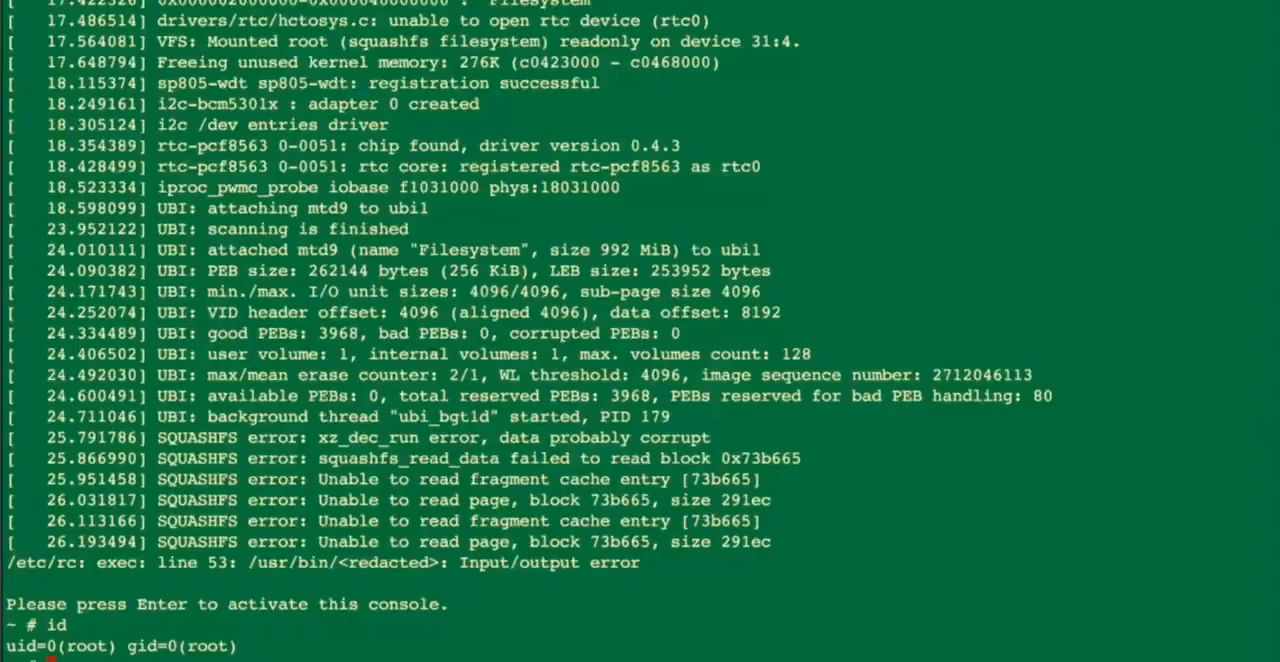 [   17.422326] 0x000002000000-0x000040000000 : "Filesystem"
[   17.486514] drivers/rtc/hctosys.c: unable to open rtc device (rtc0)
[   17.564081] VFS: Mounted root (squashfs filesystem) readonly on device 31:4.
[   17.648794] Freeing unused kernel memory: 276K (c0423000 - c0468000)
[   18.115374] sp805-wdt sp805-wdt: registration successful
[   18.249161] i2c-bcm5301x : adapter 0 created
[   18.305124] i2c /dev entries driver
[   18.354389] rtc-pcf8563 0-0051: chip found, driver version 0.4.3
[   18.428499] rtc-pcf8563 0-0051: rtc core: registered rtc-pcf8563 as rtc0
[   18.523334] iproc_pwmc_probe iobase f1031000 phys:18031000
[   18.598099] UBI: attaching mtd9 to ubi1
[   23.952122] UBI: scanning is finished
[   24.010111] UBI: attached mtd9 (name "Filesystem", size 992 MiB) to ubi1
[   24.090382] UBI: PEB size: 262144 bytes (256 KiB), LEB size: 253952 bytes
[   24.171743] UBI: min./max. I/O unit sizes: 4096/4096, sub-page size 4096
[   24.252074] UBI: VID header offset: 4096 (aligned 4096), data offset: 8192
[   24.334489] UBI: good PEBs: 3968, bad PEBs: 0, corrupted PEBs: 0
[   24.406502] UBI: user volume: 1, internal volumes: 1, max. volumes count: 128
[   24.492030] UBI: max/mean erase counter: 2/1, WL threshold: 4096, image sequence number: 2712046113
[   24.600491] UBI: available PEBs: 0, total reserved PEBs: 3968, PEBs reserved for bad PEB handling: 80
[   24.711046] UBI: background thread "ubi_bgt1d" started, PID 179
[   25.791786] SQUASHFS error: xz_dec_run error, data probably corrupt
[   25.866990] SQUASHFS error: squashfs_read_data failed to read block 0x73b665
[   25.951458] SQUASHFS error: Unable to read fragment cache entry [73b665]
[   26.031817] SQUASHFS error: Unable to read page, block 73b665, size 291ec
[   26.113166] SQUASHFS error: Unable to read fragment cache entry [73b665]
[   26.193494] SQUASHFS error: Unable to read page, block 73b665, size 291ec
/etc/rc: exec: line 53: /usr/bin/<redacted>: Input/output error
Please press Enter to activate this console.
~ # id
uid=0(root) gid=0(root)